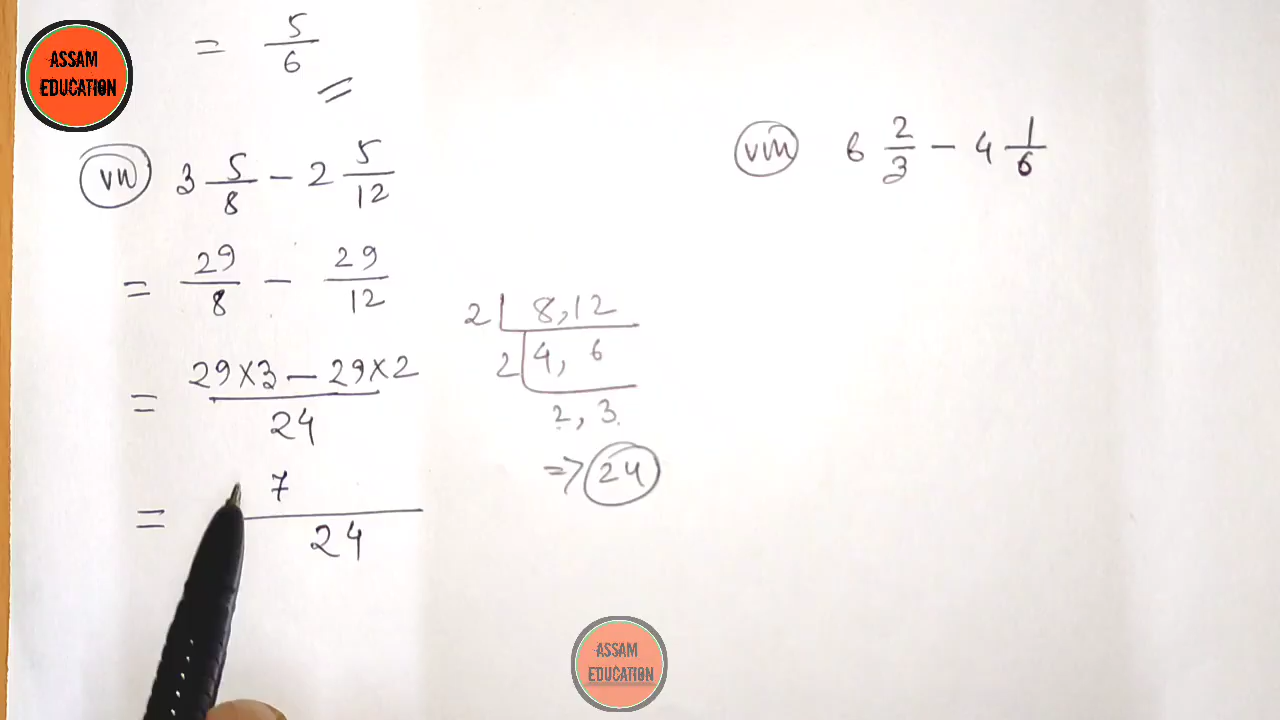 ASSAM
EDUCATION
= 5/6
(vii) 3 5/8 - 2 5/12
= 29/8 - 29/12
= 29×3-29×2/24
= 7/24
2 | 8,12
2 | 4, 6
2, 3
=> 24
(viii) 6 2/3 - 4 1/6
ASSAM
EDUCATION